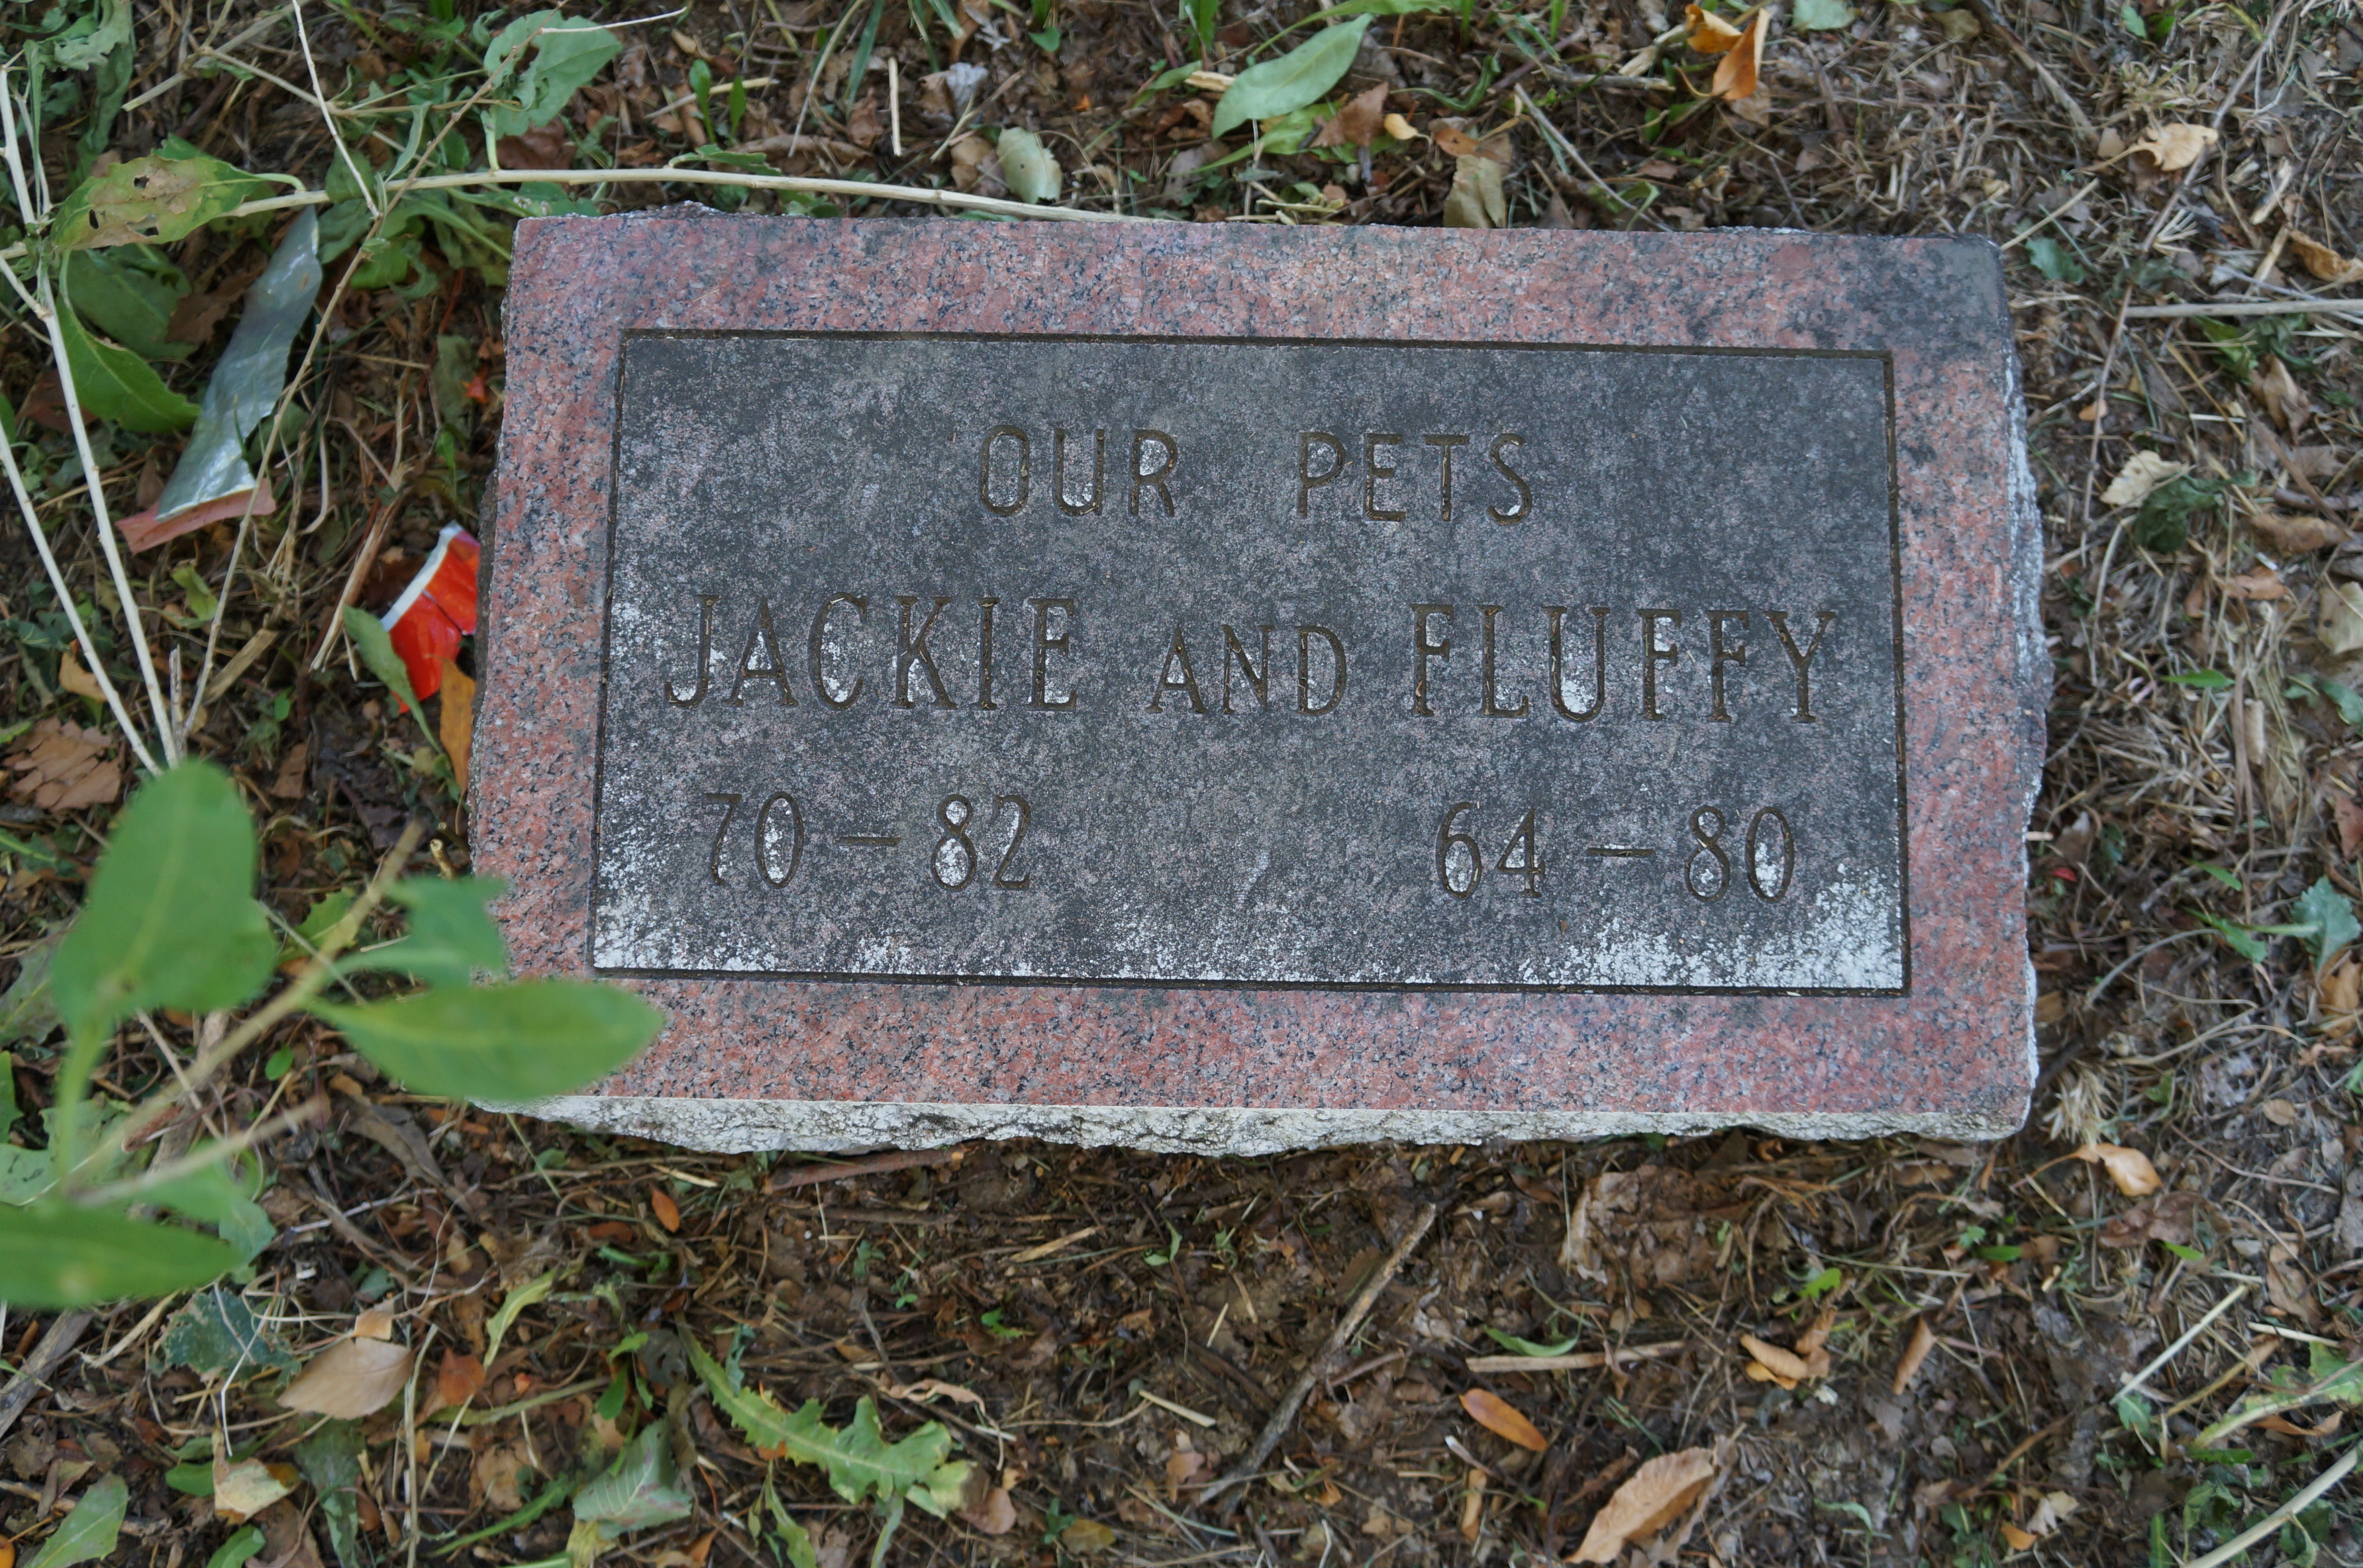 OUR PETS
JACKIE AND FLUFFY
70 — 82 64 — 80